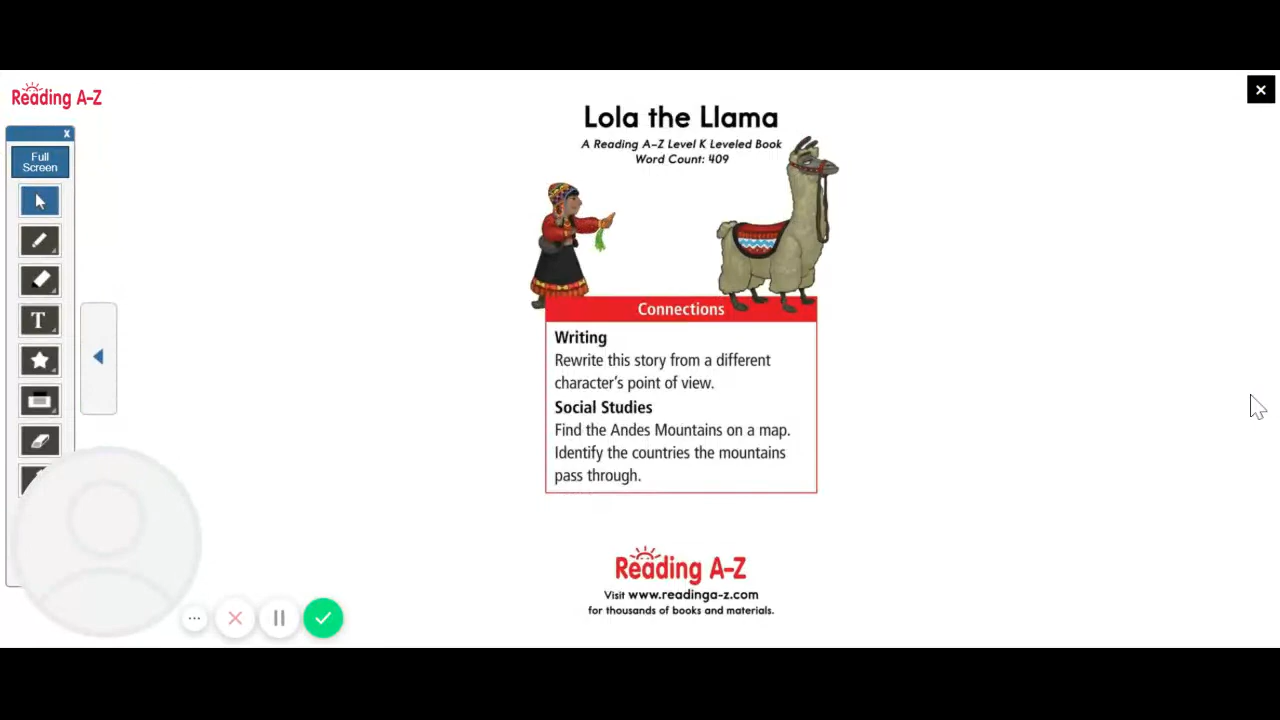 Reading A-Z
x
Full
Screen
T
Lola the Llama
A Reading A–Z Level K Leveled Book
Word Count: 409
Connections
Writing
Rewrite this story from a different
character's point of view.
Social Studies
Find the Andes Mountains on a map.
Identify the countries the mountains
pass through.
Reading A-Z
Visit www.readinga-z.com
for thousands of books and materials.